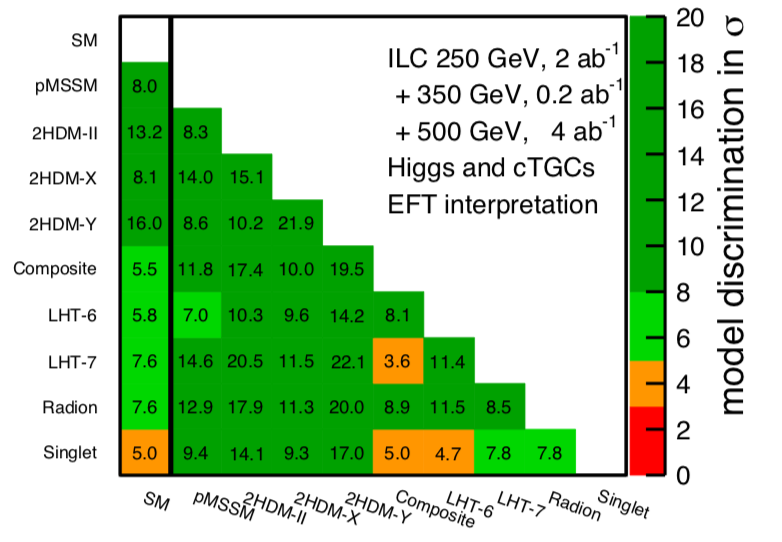 ILC 250 GeV, 2 ab-1
+ 350 GeV, 0.2 ab-1
+ 500 GeV, 4 ab-1
Higgs and cTGCs
EFT interpretation
SM
pMSSM 8.0
2HDM-II 13.2 8.3
2HDM-X 8.1 14.0 15.1
2HDM-Y 16.0 8.6 10.2 21.9
Composite 5.5 11.8 17.4 10.0 19.5
LHT-6 5.8 7.0 10.3 9.6 14.2 8.1
LHT-7 7.6 14.6 20.5 11.5 22.1 3.6 11.4
Radion 7.6 12.9 17.9 11.3 20.0 8.9 11.5 8.5
Singlet 5.0 9.4 14.1 9.3 17.0 5.0 4.7 7.8 7.8
SM pMSSM 2HDM-II 2HDM-X 2HDM-Y Composite LHT-6 LHT-7 Radion Singlet
20
18
16
14
12
10
8
6
4
2
0
model discrimination in σ